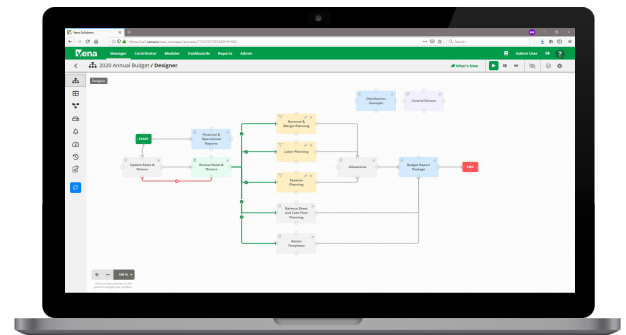 Vena Solutions
Search
Vena
Manager
Contributor
Modeler
Dashboards
Reports
Admin
Admin User
2020 Annual Budget / Designer
What's New
Designer
START
Financial &
Operational
Reports
Revenue &
Margin Planning
Distribution
Example
Central Drivers
Labor Planning
Update Rates &
Drivers
Review Rates &
Drivers
Allocations
Budget Report
Package
END
Expense
Planning
Balance Sheet
and Cash Flow
Planning
Admin
Templates
100 %